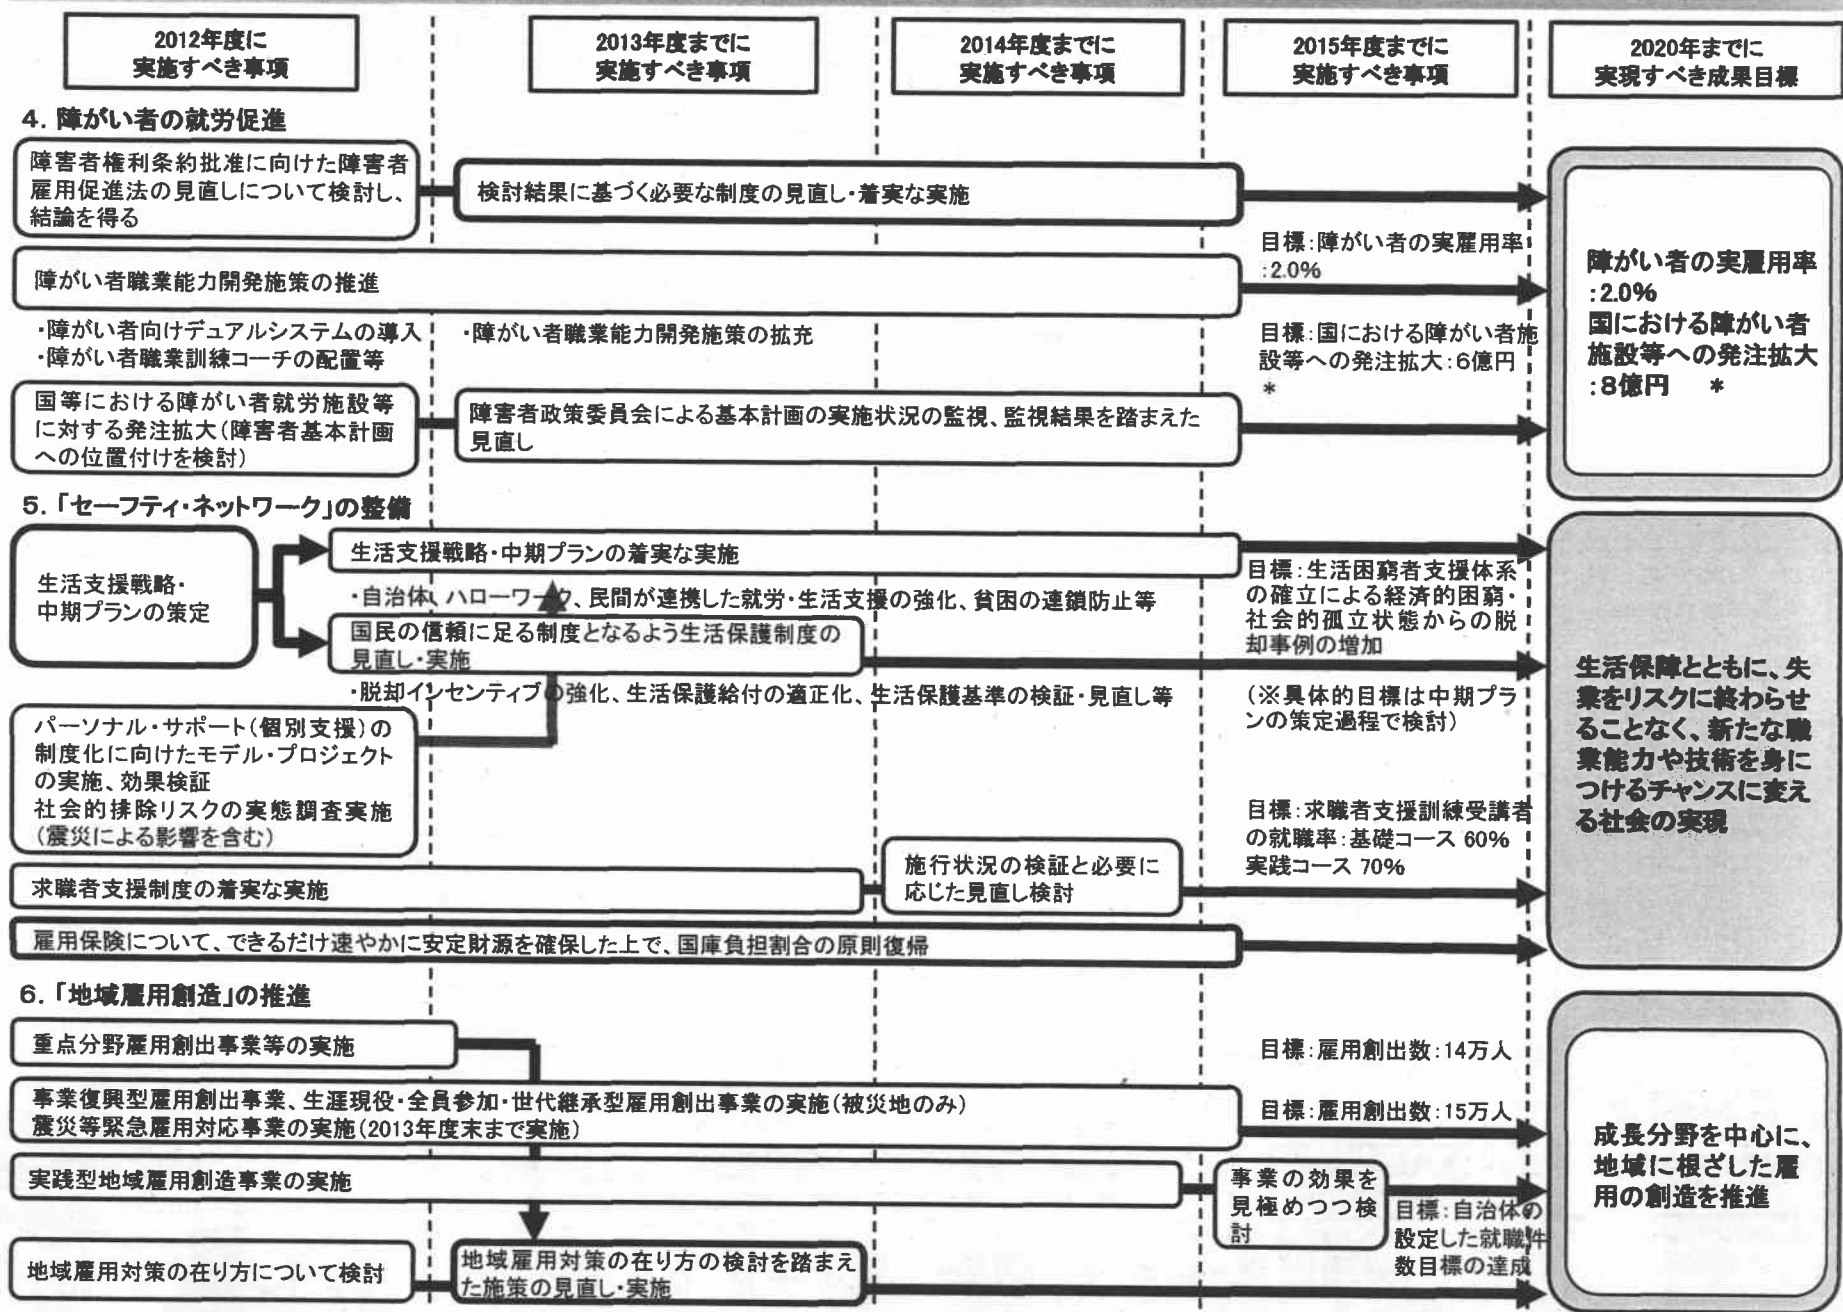 2012年度に
実施すべき事項
2013年度までに
実施すべき事項
2014年度までに
実施すべき事項
2015年度までに
実施すべき事項
2020年までに
実現すべき成果目標
4．障がい者の就労促進
障害者権利条約批准に向けた障害者
雇用促進法の見直しについて検討し、
結論を得る
検討結果に基づく必要な制度の見直し・着実な実施
障がい者職業能力開発施策の推進
・障がい者向けデュアルシステムの導入
・障がい者職業訓練コーチの配置等
・障がい者職業能力開発施策の拡充
目標：障がい者の実雇用率
：2.0％
目標：国における障がい者施
設等への発注拡大：6億円
＊
国等における障がい者就労施設等
に対する発注拡大（障害者基本計画
への位置付けを検討）
障害者政策委員会による基本計画の実施状況の監視、監視結果を踏まえた
見直し
障がい者の実雇用率
：2.0％
国における障がい者
施設等への発注拡大
：8億円　＊
5．「セーフティ・ネットワーク」の整備
生活支援戦略・
中期プランの策定
生活支援戦略・中期プランの着実な実施
・自治体、ハローワーク、民間が連携した就労・生活支援の強化、貧困の連鎖防止等
国民の信頼に足る制度となるよう生活保護制度の
見直し・実施
・脱却インセンティブの強化、生活保護給付の適正化、生活保護基準の検証・見直し等
目標：生活困窮者支援体系
の確立による経済的困窮・
社会的孤立状態からの脱
却事例の増加
（※具体的目標は中期プラ
ンの策定過程で検討）
パーソナル・サポート（個別支援）の
制度化に向けたモデル・プロジェクト
の実施、効果検証
社会的排除リスクの実態調査実施
（震災による影響を含む）
目標：求職者支援訓練受講者
の就職率：基礎コース 60％
実践コース 70％
求職者支援制度の着実な実施
施行状況の検証と必要に
応じた見直し検討
雇用保険について、できるだけ速やかに安定財源を確保した上で、国庫負担割合の原則復帰
生活保障とともに、失
業をリスクに終わらせ
ることなく、新たな職
業能力や技術を身に
つけるチャンスに変え
る社会の実現
6．「地域雇用創造」の推進
重点分野雇用創出事業等の実施
目標：雇用創出数：14万人
事業復興型雇用創出事業、生涯現役・全員参加・世代継承型雇用創出事業の実施（被災地のみ）
震災等緊急雇用対応事業の実施（2013年度末まで実施）
目標：雇用創出数：15万人
実践型地域雇用創造事業の実施
事業の効果を
見極めつつ検
討
目標：自治体の
設定した就職件
数目標の達成
地域雇用対策の在り方について検討
地域雇用対策の在り方の検討を踏まえ
た施策の見直し・実施
成長分野を中心に、
地域に根ざした雇
用の創造を推進